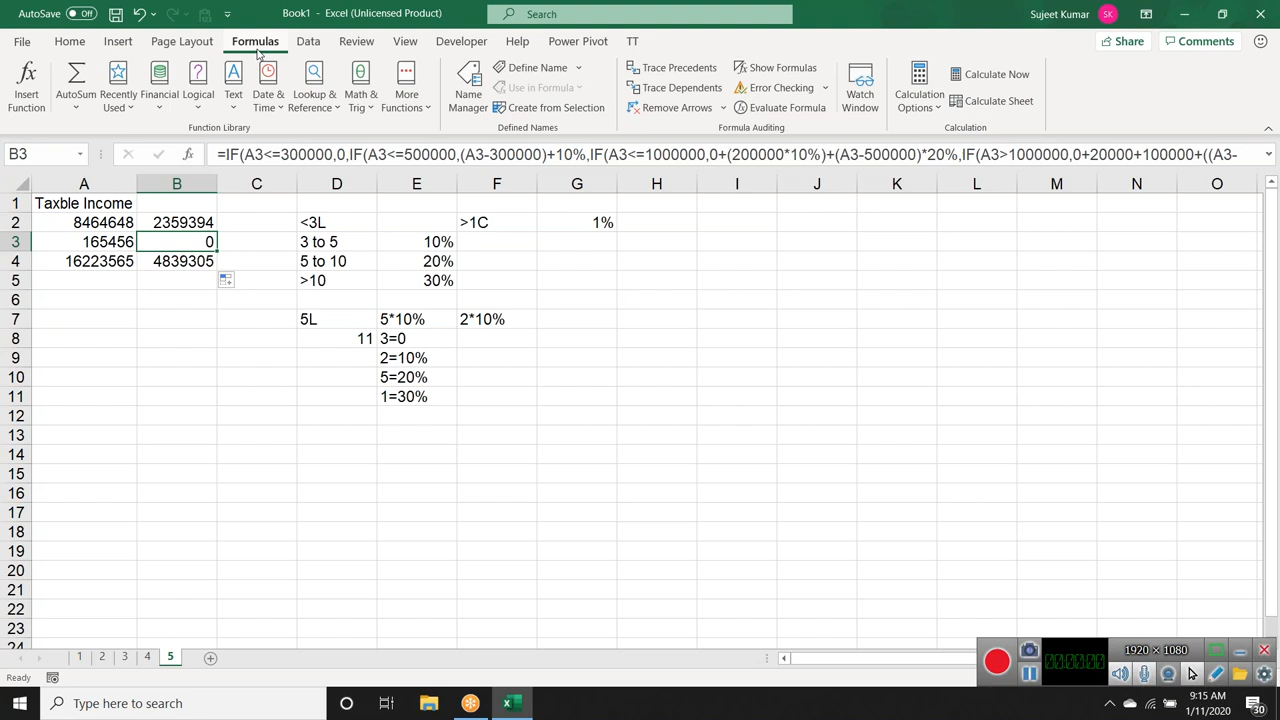 AutoSave Off Book1 - Excel (Unlicensed Product) Search Sujeet Kumar SK
File Home Insert Page Layout Formulas Data Review View Developer Help Power Pivot TT Share Comments
Insert Function AutoSum Recently Used Financial Logical Text Date & Time Lookup & Reference Math & Trig More Functions Name Manager Define Name Use in Formula Create from Selection Trace Precedents Trace Dependents Remove Arrows Show Formulas Error Checking Evaluate Formula Watch Window Calculation Options Calculate Now Calculate Sheet
Function Library Defined Names Formula Auditing Calculation
B3 fx =IF(A3<=300000,0,IF(A3<=500000,(A3-300000)+10%,IF(A3<=1000000,0+(200000*10%)+(A3-500000)*20%,IF(A3>1000000,0+20000+100000+((A3-
A B C D E F G H I J K L M N O
1 Taxble Income
2 8464648 2359394 <3L >1C 1%
3 165456 0 3 to 5 10%
4 16223565 4839305 5 to 10 20%
5 >10 30%
6
7 5L 5*10% 2*10%
8 11 3=0
9 2=10%
10 5=20%
11 1=30%
12
13
14
15
16
17
18
19
20
21
22
23
24
1 2 3 4 5
1920 × 1080
Ready
Type here to search 9:15 AM
1/11/2020 30